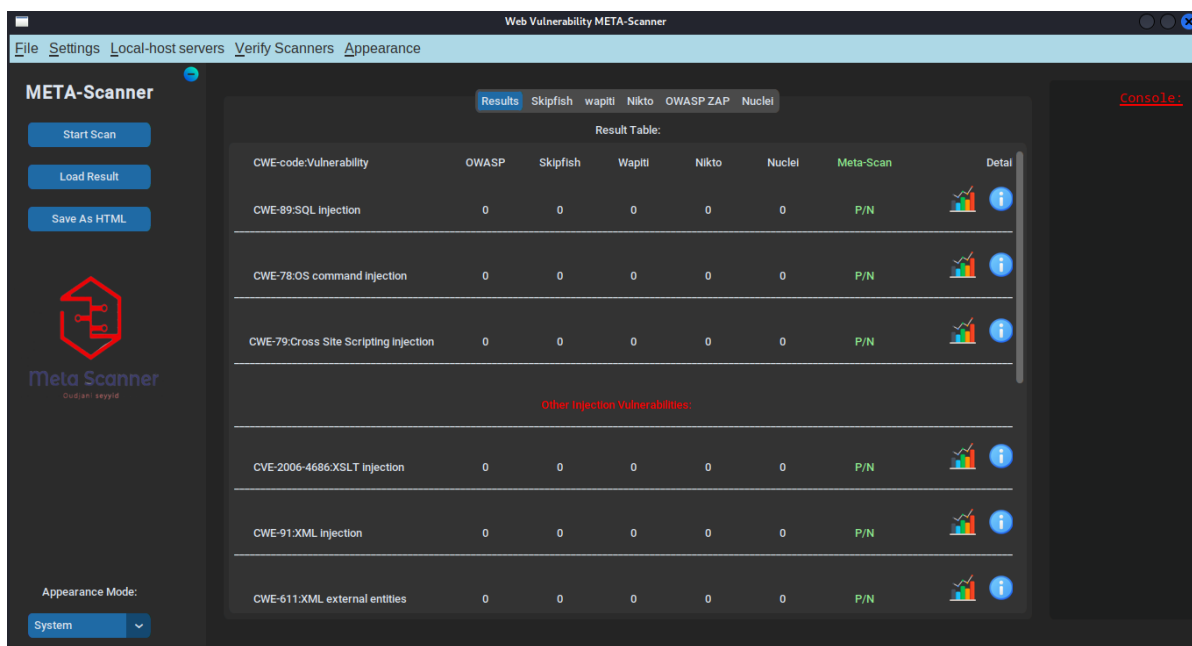 Web Vulnerability META-Scanner
File Settings Local-host servers Verify Scanners Appearance
META-Scanner
Start Scan
Load Result
Save As HTML
Meta Scanner
Oudjani seyyid
Appearance Mode:
System
Results Skipfish wapiti Nikto OWASP ZAP Nuclei
Result Table:
CWE-code:Vulnerability OWASP Skipfish Wapiti Nikto Nuclei Meta-Scan Detai
CWE-89:SQL injection 0 0 0 0 0 P/N
CWE-78:OS command injection 0 0 0 0 0 P/N
CWE-79:Cross Site Scripting injection 0 0 0 0 0 P/N
Other Injection Vulnerabilities:
CVE-2006-4686:XSLT injection 0 0 0 0 0 P/N
CWE-91:XML injection 0 0 0 0 0 P/N
CWE-611:XML external entities 0 0 0 0 0 P/N
Console: